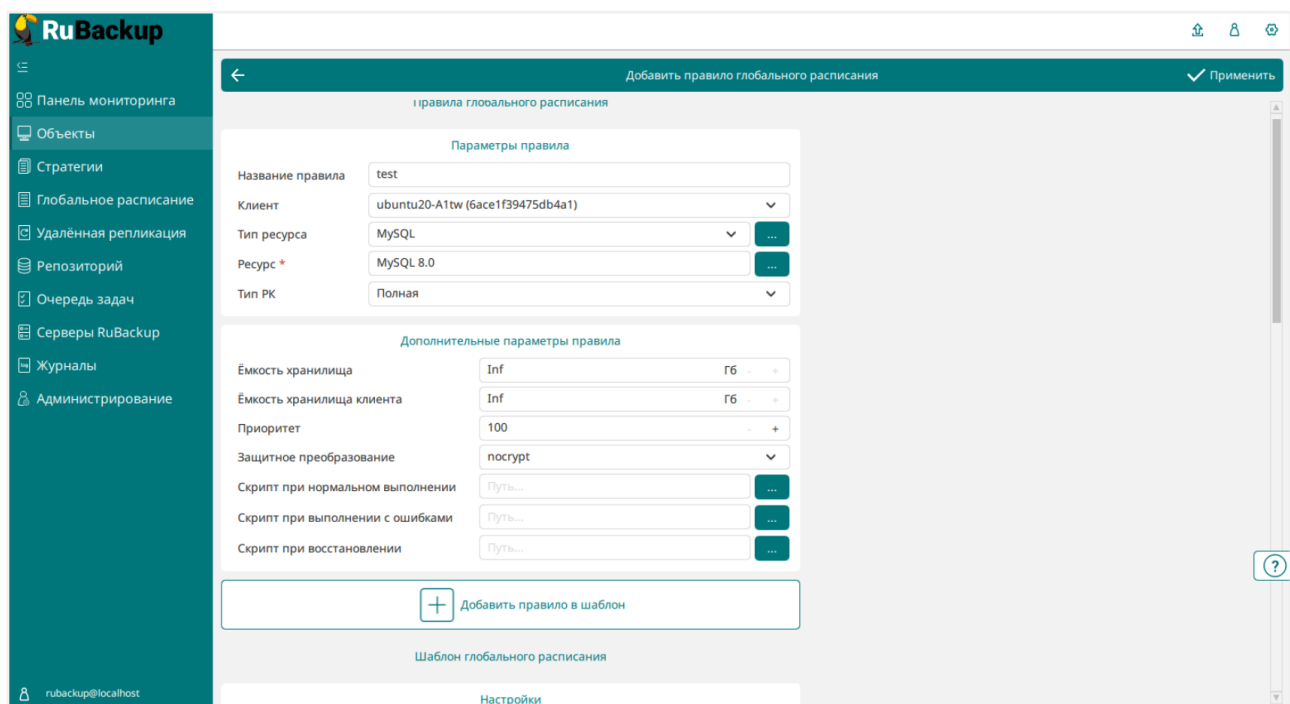 RuBackup
Добавить правило глобального расписания
Применить
Панель мониторинга
Объекты
Стратегии
Глобальное расписание
Удалённая репликация
Репозиторий
Очередь задач
Серверы RuBackup
Журналы
Администрирование
rubackup@localhost
Правила глобального расписания
Параметры правила
Название правила test
Клиент ubuntu20-A1tw (6ace1f39475db4a1)
Тип ресурса MySQL ...
Ресурс * MySQL 8.0 ...
Тип РК Полная
Дополнительные параметры правила
Ёмкость хранилища Inf Гб - +
Ёмкость хранилища клиента Inf Гб - +
Приоритет 100 - +
Защитное преобразование nocrypt
Скрипт при нормальном выполнении Путь... ...
Скрипт при выполнении с ошибками Путь... ...
Скрипт при восстановлении Путь... ...
Добавить правило в шаблон
Шаблон глобального расписания
Настройки
?